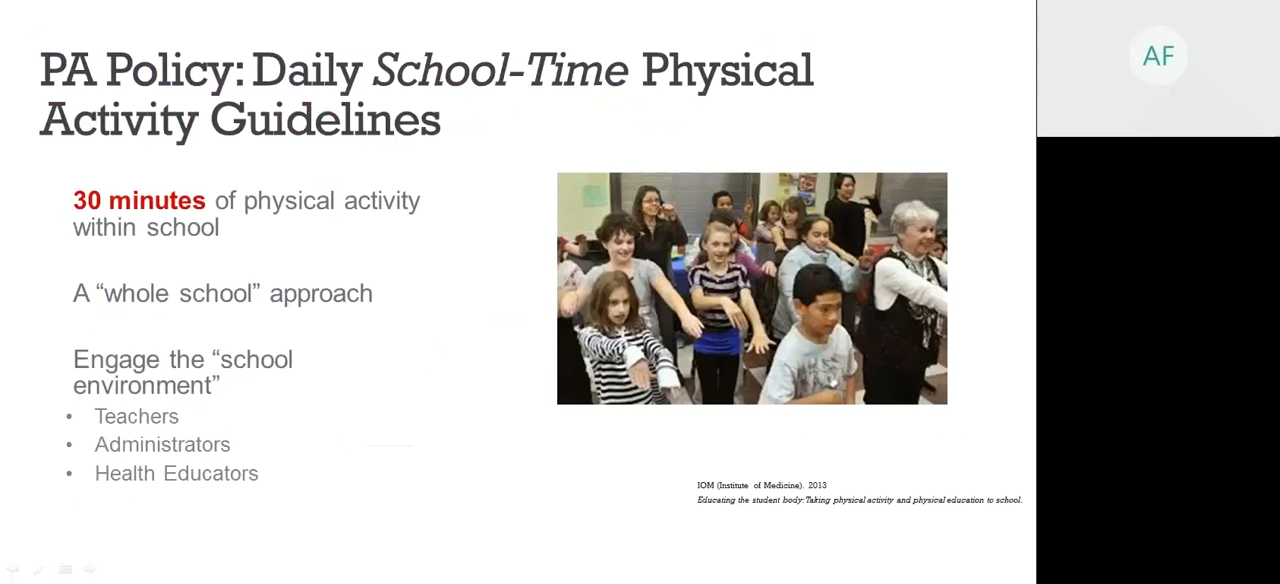 PA Policy: Daily School-Time Physical
Activity Guidelines
30 minutes of physical activity
within school
A “whole school” approach
Engage the “school
environment”
• Teachers
• Administrators
• Health Educators
IOM (Institute of Medicine). 2013
Educating the student body: Taking physical activity and physical education to school.
AF